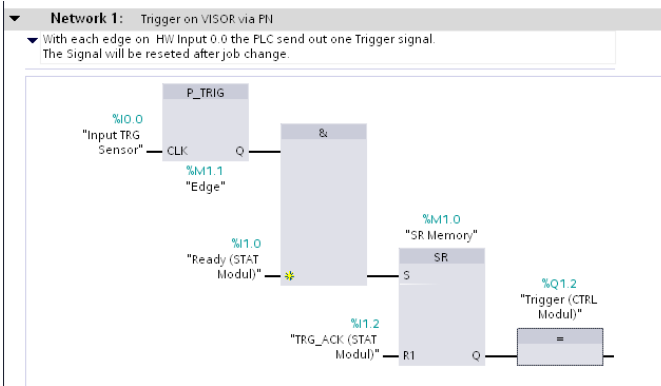 Network 1: Trigger on VISOR via PN
With each edge on HW Input 0.0 the PLC send out one Trigger signal.
The Signal will be reseted after job change.
P_TRIG
%I0.0
"Input TRG
Sensor"
CLK
Q
%M1.1
"Edge"
&
%I1.0
"Ready (STAT
Modul)"
%M1.0
"SR Memory"
SR
S
%I1.2
"TRG_ACK (STAT
Modul)"
R1
Q
%Q1.2
"Trigger (CTRL
Modul)"
=